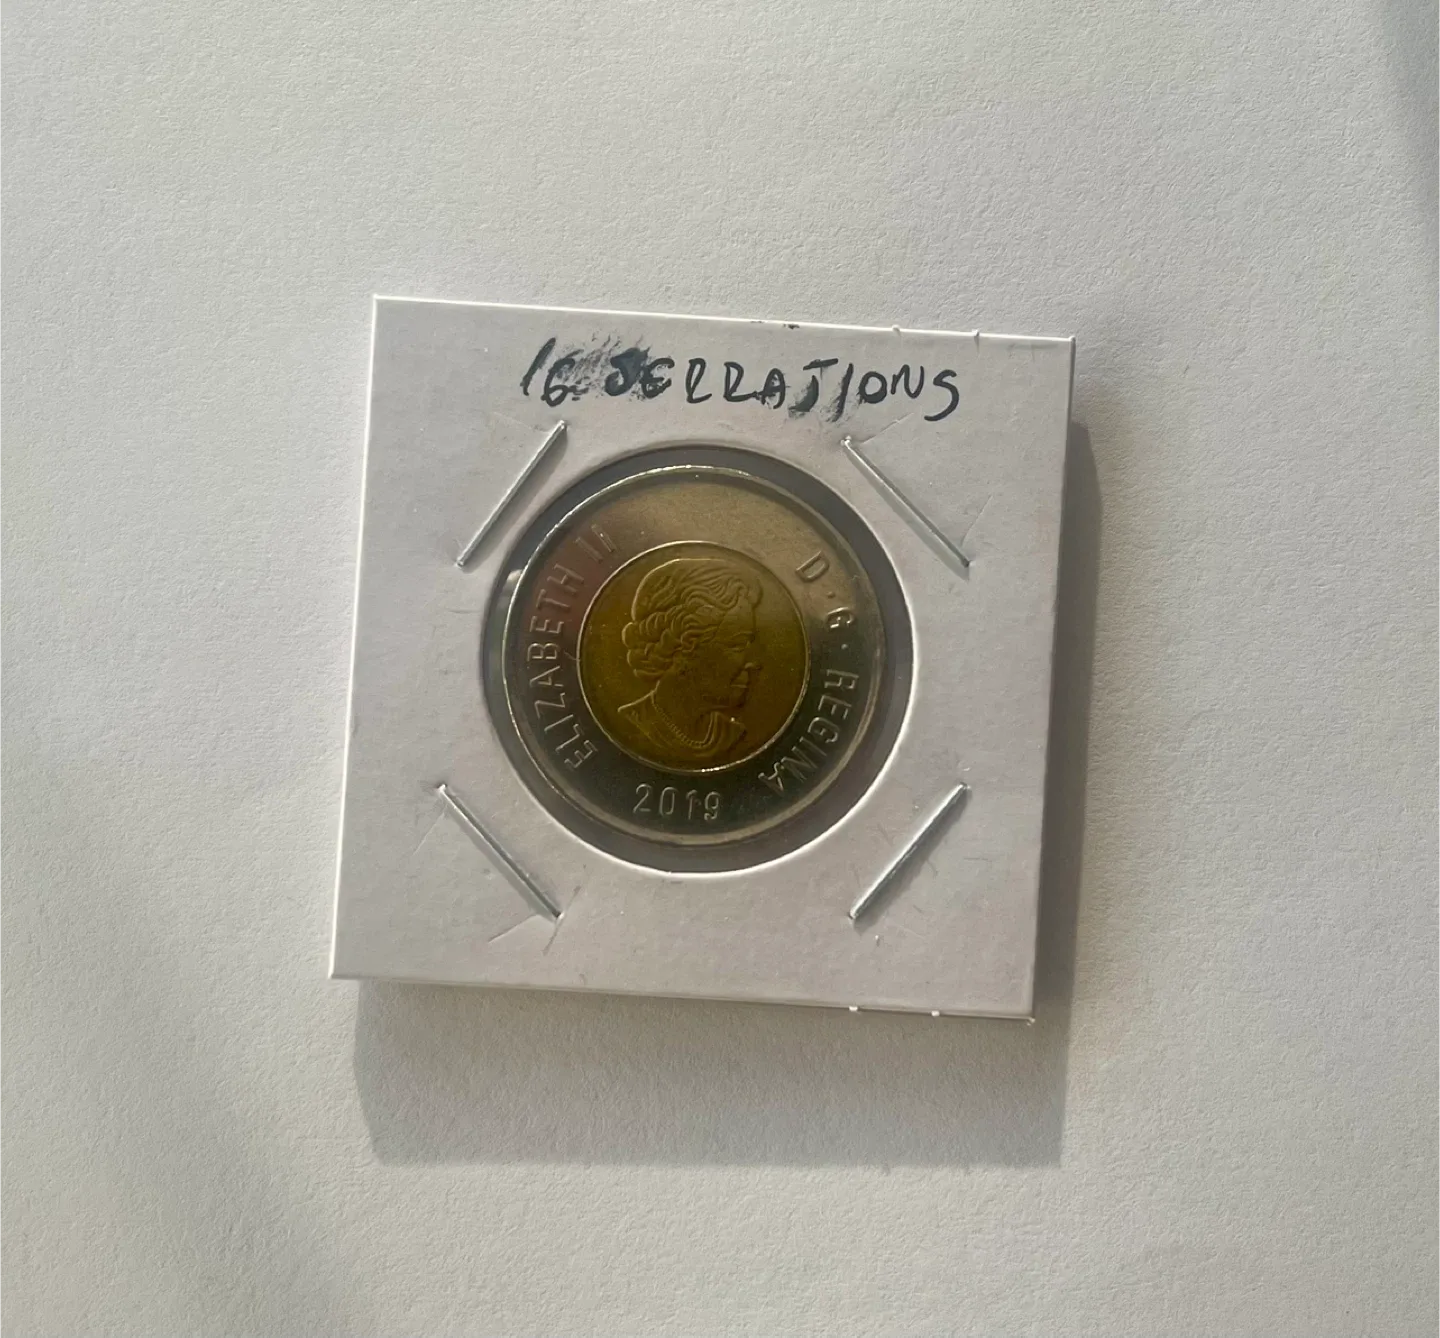 16 SERRATIONS
ELIZABETH II
D·G·REGINA
2019